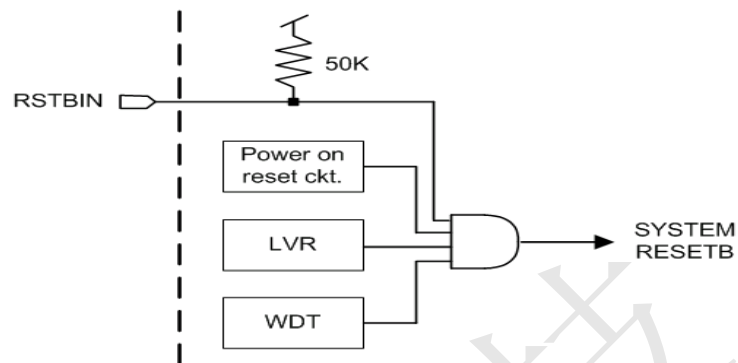 50K
RSTBIN
Power on
reset ckt.
LVR
SYSTEM
RESETB
WDT